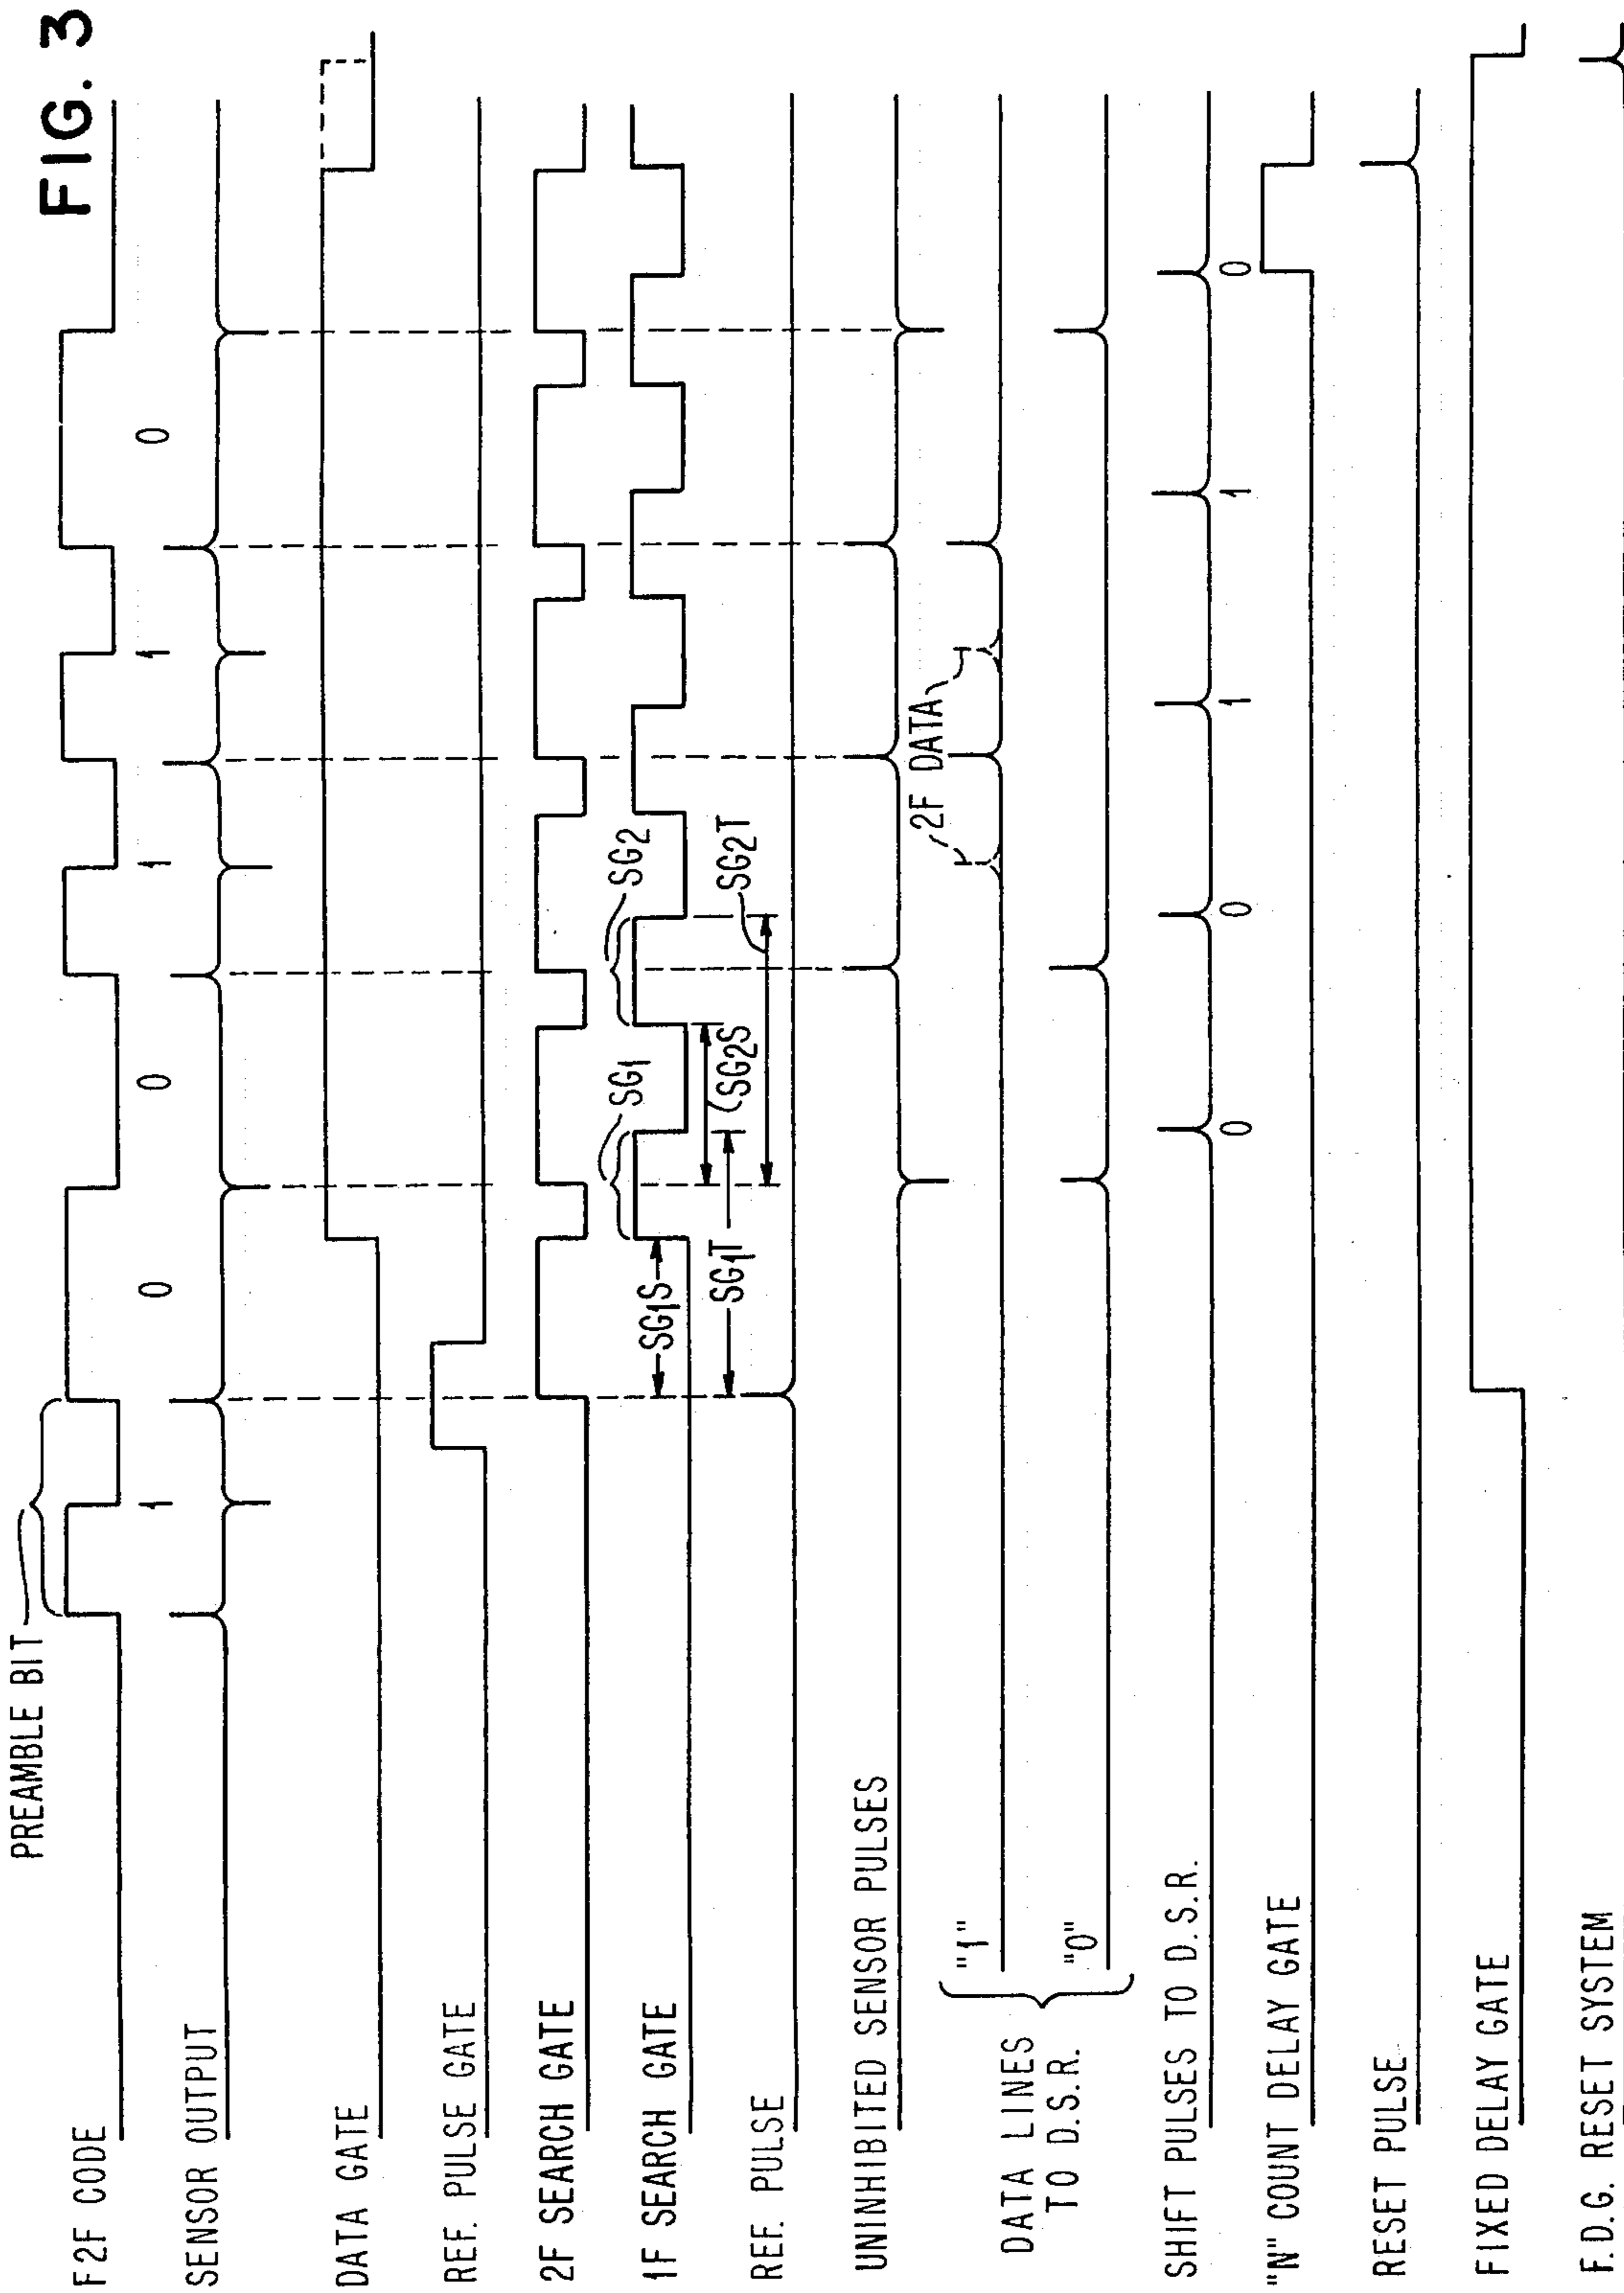 FIG. 3
PREAMBLE BIT
F2F CODE
1 0 0 1 1 0
SENSOR OUTPUT
DATA GATE
REF. PULSE GATE
2F SEARCH GATE
1F SEARCH GATE
SG1 SG2
SG1S (SG2S
SG1T SG2T
REF. PULSE
UNINHIBITED SENSOR PULSES
2F DATA
DATA LINES
TO D.S.R.
"1"
"0"
SHIFT PULSES TO D.S.R.
0 0 1 1 0
"N" COUNT DELAY GATE
RESET PULSE
FIXED DELAY GATE
F.D.G. RESET SYSTEM